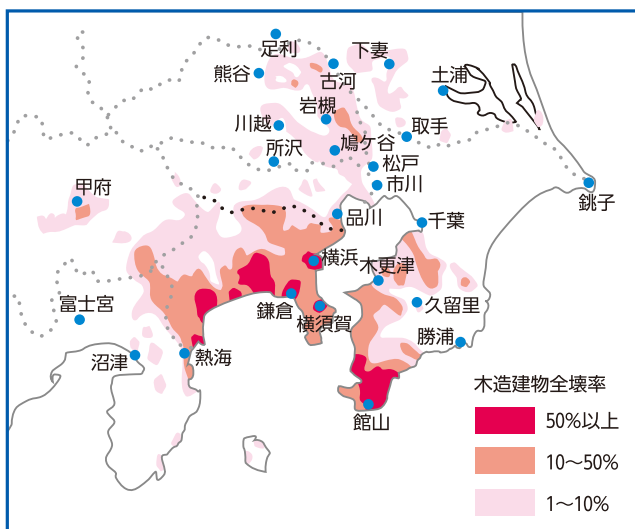 足利
下妻
熊谷
古河
土浦
岩槻
川越
取手
所沢
鳩ケ谷
松戸
市川
甲府
銚子
品川
千葉
横浜
木更津
富士宮
鎌倉
横須賀
久留里
勝浦
沼津
熱海
館山
木造建物全壊率
50%以上
10〜50%
1〜10%